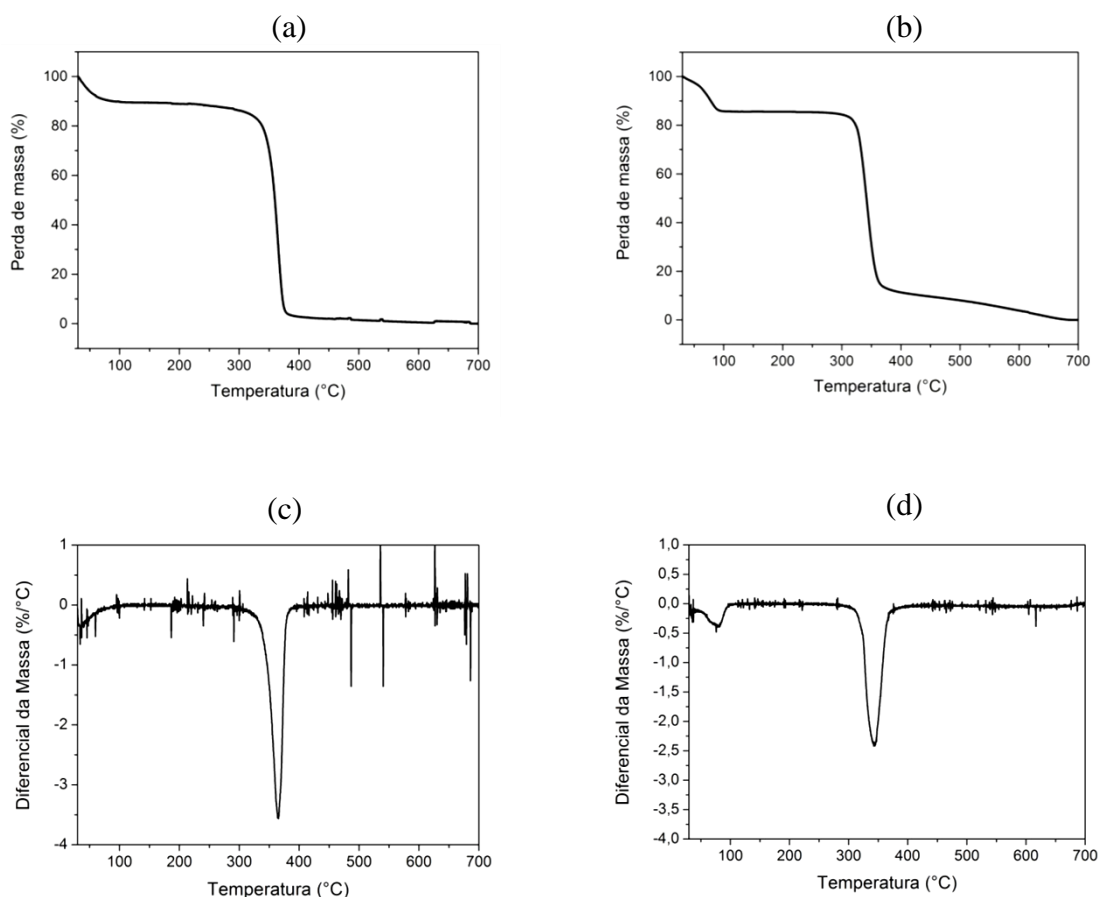 (a)
100
80
60
40
20
0
Perda de massa (%)
100 200 300 400 500 600 700
Temperatura (°C)
(b)
100
80
60
40
20
0
Perda de massa (%)
100 200 300 400 500 600 700
Temperatura (°C)
(c)
1
0
-1
-2
-3
-4
Diferencial da Massa (%/°C)
100 200 300 400 500 600 700
Temperatura (°C)
(d)
1,0
0,5
0,0
-0,5
-1,0
-1,5
-2,0
-2,5
-3,0
-3,5
-4,0
Diferencial da Massa (%/°C)
100 200 300 400 500 600 700
Temperatura (°C)